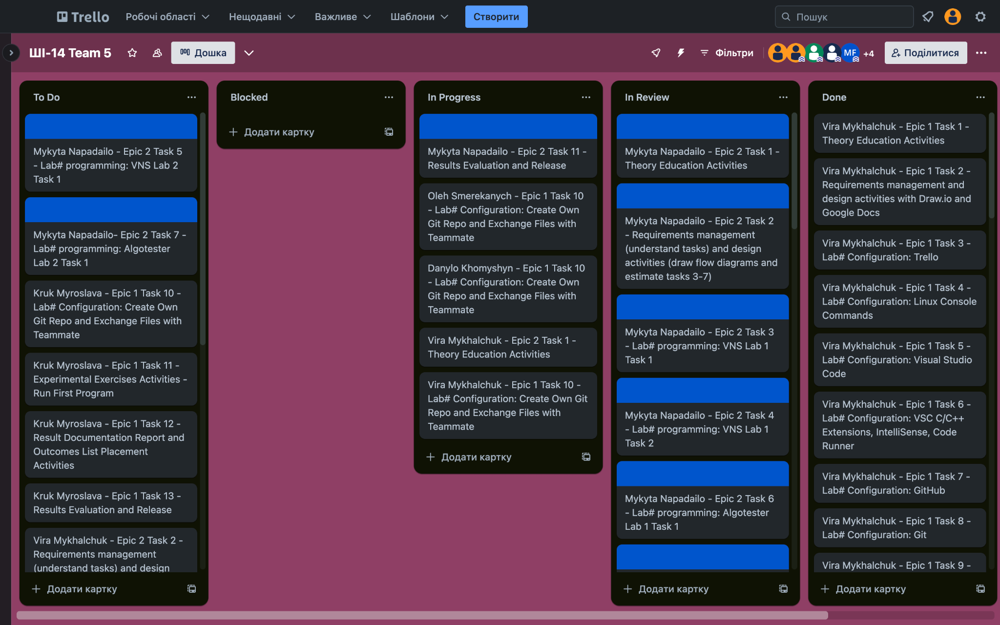 Trello
Робочі області
Нещодавні
Важливе
Шаблони
Створити
Пошук
ШІ-14 Team 5
Дошка
Фільтри
MF
+4
Поділитися
To Do
Mykyta Napadailo - Epic 2 Task 5
- Lab# programming: VNS Lab 2
Task 1
Mykyta Napadailo- Epic 2 Task 7 -
Lab# programming: Algotester
Lab 2 Task 1
Kruk Myroslava - Epic 1 Task 10 -
Lab# Configuration: Create Own
Git Repo and Exchange Files with
Teammate
Kruk Myroslava - Epic 1 Task 11 -
Experimental Exercises Activities -
Run First Program
Kruk Myroslava - Epic 1 Task 12 -
Result Documentation Report and
Outcomes List Placement
Activities
Kruk Myroslava - Epic 1 Task 13 -
Results Evaluation and Release
Vira Mykhalchuk - Epic 2 Task 2 -
Requirements management
(understand tasks) and design
Додати картку
Blocked
Додати картку
In Progress
Mykyta Napadailo - Epic 2 Task 11 -
Results Evaluation and Release
Oleh Smerekanych - Epic 1 Task 10
- Lab# Configuration: Create Own
Git Repo and Exchange Files with
Teammate
Danylo Khomyshyn - Epic 1 Task 10
- Lab# Configuration: Create Own
Git Repo and Exchange Files with
Teammate
Vira Mykhalchuk - Epic 2 Task 1 -
Theory Education Activities
Vira Mykhalchuk - Epic 1 Task 10 -
Lab# Configuration: Create Own Git
Repo and Exchange Files with
Teammate
Додати картку
In Review
Mykyta Napadailo - Epic 2 Task 1 -
Theory Education Activities
Mykyta Napadailo - Epic 2 Task 2
- Requirements management
(understand tasks) and design
activities (draw flow diagrams and
estimate tasks 3-7)
Mykyta Napadailo - Epic 2 Task 3
- Lab# programming: VNS Lab 1
Task 1
Mykyta Napadailo - Epic 2 Task 4
- Lab# programming: VNS Lab 1
Task 2
Mykyta Napadailo - Epic 2 Task 6
- Lab# programming: Algotester
Lab 1 Task 1
Додати картку
Done
Vira Mykhalchuk - Epic 1 Task 1 -
Theory Education Activities
Vira Mykhalchuk - Epic 1 Task 2 -
Requirements management and
design activities with Draw.io and
Google Docs
Vira Mykhalchuk - Epic 1 Task 3 -
Lab# Configuration: Trello
Vira Mykhalchuk - Epic 1 Task 4 -
Lab# Configuration: Linux Console
Commands
Vira Mykhalchuk - Epic 1 Task 5 -
Lab# Configuration: Visual Studio
Code
Vira Mykhalchuk - Epic 1 Task 6 -
Lab# Configuration: VSC C/C++
Extensions, IntelliSense, Code
Runner
Vira Mykhalchuk - Epic 1 Task 7 -
Lab# Configuration: GitHub
Vira Mykhalchuk - Epic 1 Task 8 -
Lab# Configuration: Git
Vira Mykhalchuk - Epic 1 Task 9 -
Додати картку